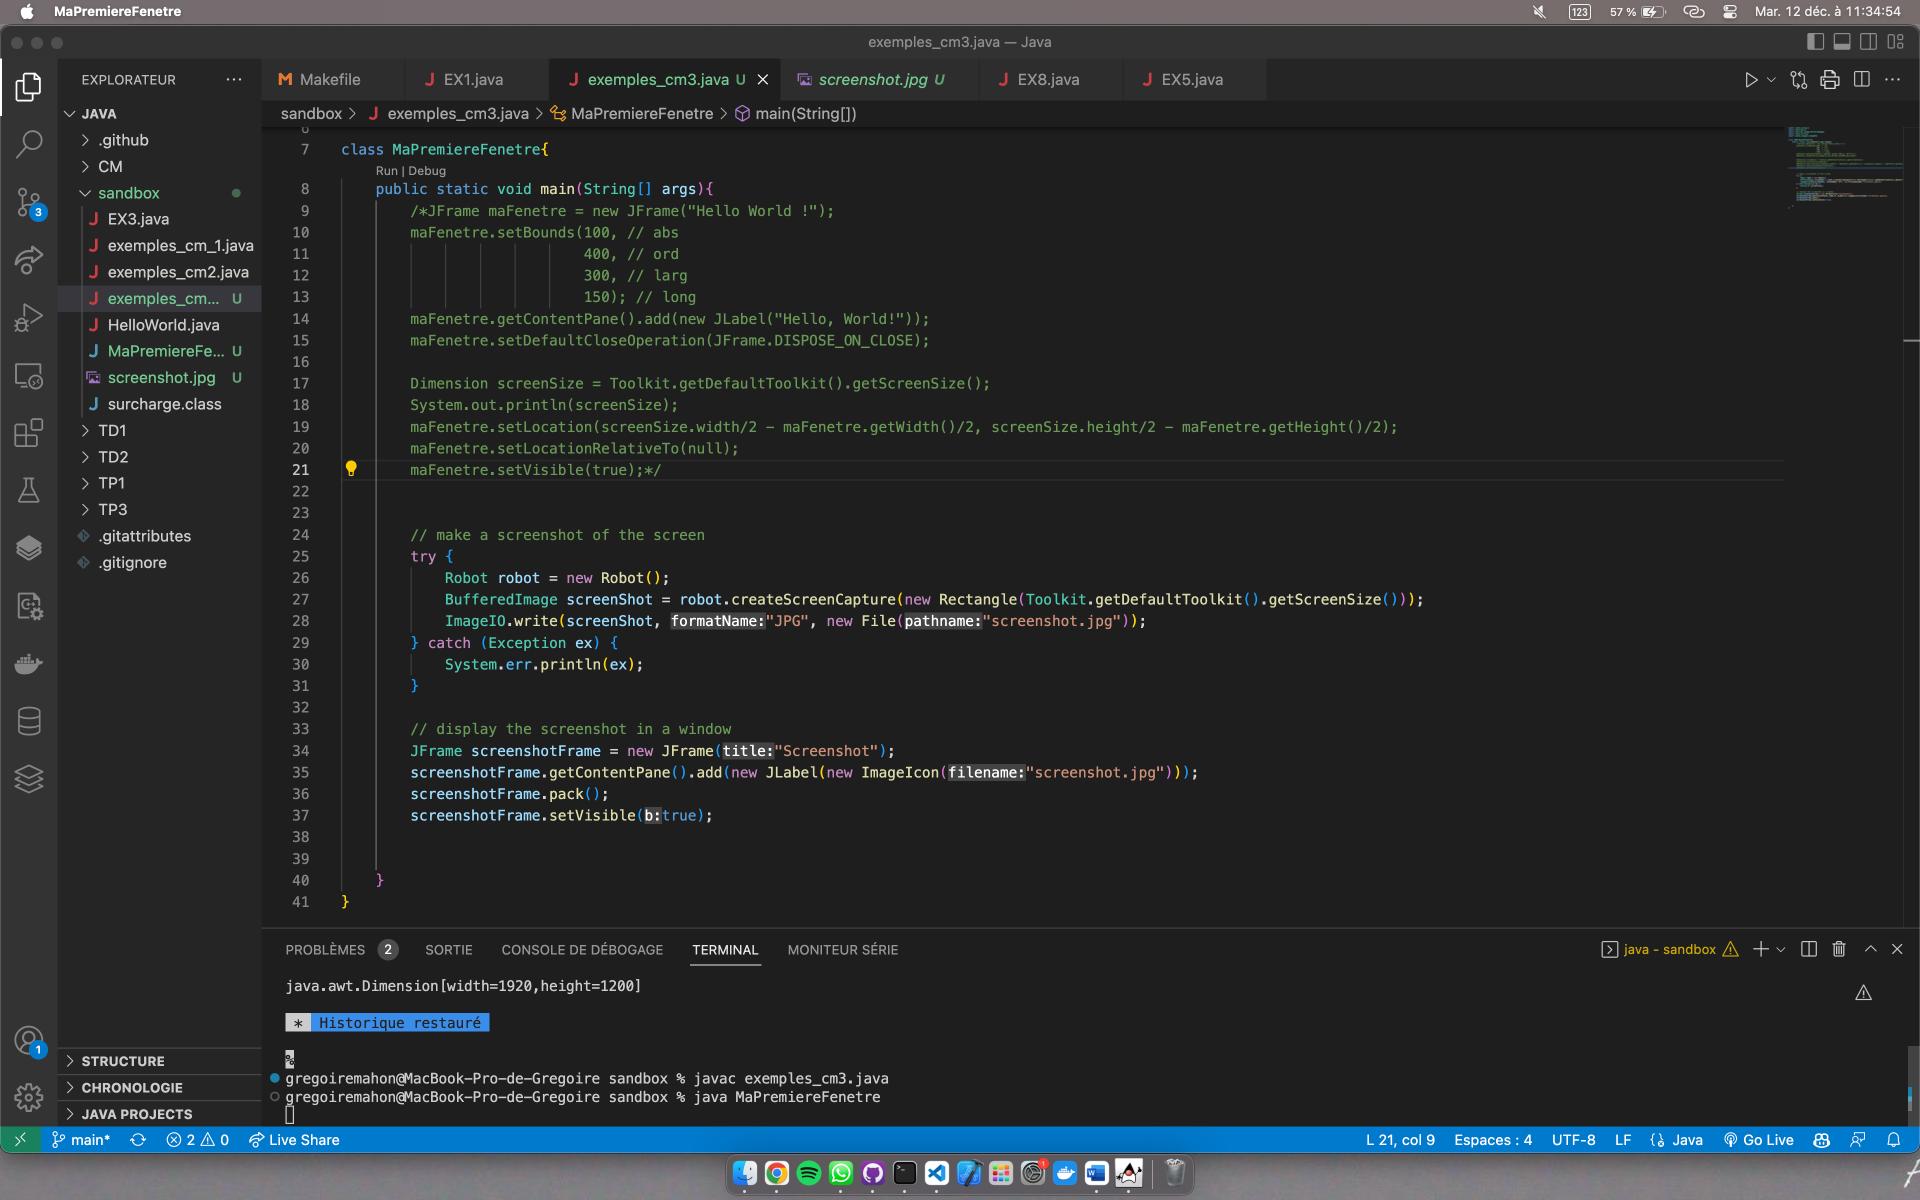 MaPremiereFenetre
123
57 %
Mar. 12 déc. à 11:34:54
exemples_cm3.java — Java
EXPLORATEUR
M Makefile
J EX1.java
J exemples_cm3.java U
screenshot.jpg U
J EX8.java
J EX5.java
sandbox > J exemples_cm3.java > MaPremiereFenetre > main(String[])
JAVA
.github
CM
sandbox
J EX3.java
J exemples_cm_1.java
J exemples_cm2.java
J exemples_cm... U
J HelloWorld.java
J MaPremiereFe... U
screenshot.jpg U
J surcharge.class
TD1
TD2
TP1
TP3
.gitattributes
.gitignore
STRUCTURE
CHRONOLOGIE
JAVA PROJECTS
3
1
6
7 class MaPremiereFenetre{
Run | Debug
8 public static void main(String[] args){
9 /*JFrame maFenetre = new JFrame("Hello World !");
10 maFenetre.setBounds(100, // abs
11 400, // ord
12 300, // larg
13 150); // long
14 maFenetre.getContentPane().add(new JLabel("Hello, World!"));
15 maFenetre.setDefaultCloseOperation(JFrame.DISPOSE_ON_CLOSE);
16
17 Dimension screenSize = Toolkit.getDefaultToolkit().getScreenSize();
18 System.out.println(screenSize);
19 maFenetre.setLocation(screenSize.width/2 - maFenetre.getWidth()/2, screenSize.height/2 - maFenetre.getHeight()/2);
20 maFenetre.setLocationRelativeTo(null);
21 maFenetre.setVisible(true);*/
22
23
24 // make a screenshot of the screen
25 try {
26 Robot robot = new Robot();
27 BufferedImage screenShot = robot.createScreenCapture(new Rectangle(Toolkit.getDefaultToolkit().getScreenSize()));
28 ImageIO.write(screenShot, formatName:"JPG", new File(pathname:"screenshot.jpg"));
29 } catch (Exception ex) {
30 System.err.println(ex);
31 }
32
33 // display the screenshot in a window
34 JFrame screenshotFrame = new JFrame(title:"Screenshot");
35 screenshotFrame.getContentPane().add(new JLabel(new ImageIcon(filename:"screenshot.jpg")));
36 screenshotFrame.pack();
37 screenshotFrame.setVisible(b:true);
38
39
40 }
41 }
PROBLÈMES 2
SORTIE
CONSOLE DE DÉBOGAGE
TERMINAL
MONITEUR SÉRIE
java - sandbox
java.awt.Dimension[width=1920,height=1200]
* Historique restauré
%
gregoiremahon@MacBook-Pro-de-Gregoire sandbox % javac exemples_cm3.java
gregoiremahon@MacBook-Pro-de-Gregoire sandbox % java MaPremiereFenetre
main*
2
0
Live Share
L 21, col 9
Espaces : 4
UTF-8
LF
Java
Go Live
1